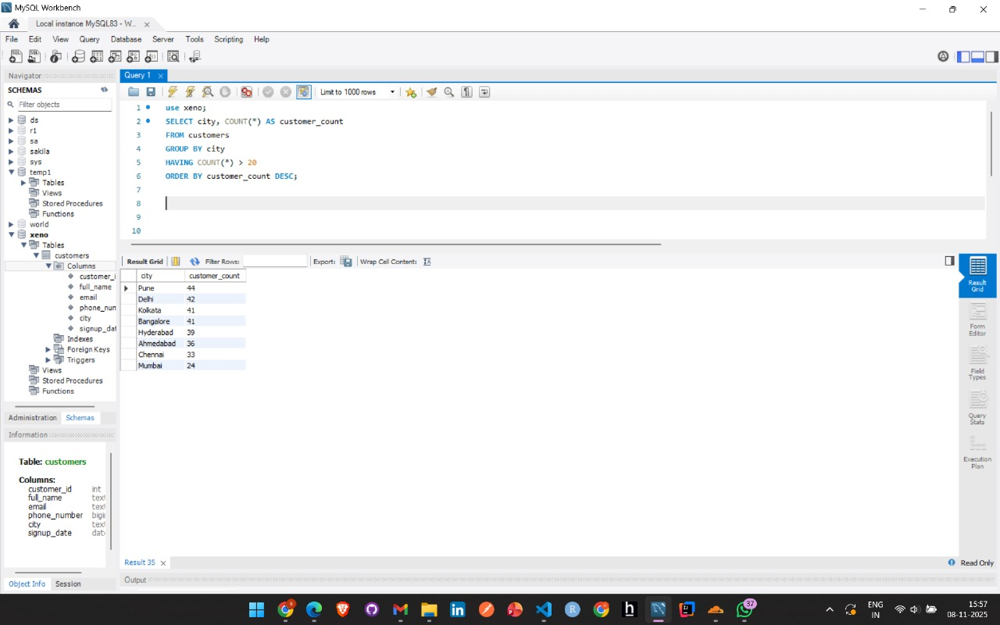 MySQL Workbench
Local instance MySQL83 - W...
File Edit View Query Database Server Tools Scripting Help
Navigator
SCHEMAS
Filter objects
ds
r1
sa
sakila
sys
temp1
Tables
Views
Stored Procedures
Functions
world
xeno
Tables
customers
Columns
customer_i
full_name
email
phone_num
city
signup_dat
Indexes
Foreign Keys
Triggers
Views
Stored Procedures
Functions
Administration Schemas
Information
Table: customers
Columns:
customer_id int
full_name text
email text
phone_number bigi
city text
signup_date date
Object Info Session
Query 1
Limit to 1000 rows
1 use xeno;
2 SELECT city, COUNT(*) AS customer_count
3 FROM customers
4 GROUP BY city
5 HAVING COUNT(*) > 20
6 ORDER BY customer_count DESC;
7
8
9
10
Result Grid Filter Rows: Export: Wrap Cell Content:
city customer_count
Pune 44
Delhi 42
Kolkata 41
Bangalore 41
Hyderabad 39
Ahmedabad 36
Chennai 33
Mumbai 24
Result Grid
Form Editor
Field Types
Query Stats
Execution Plan
Result 35
Read Only
Output
37
ENG
IN
15:57
08-11-2025